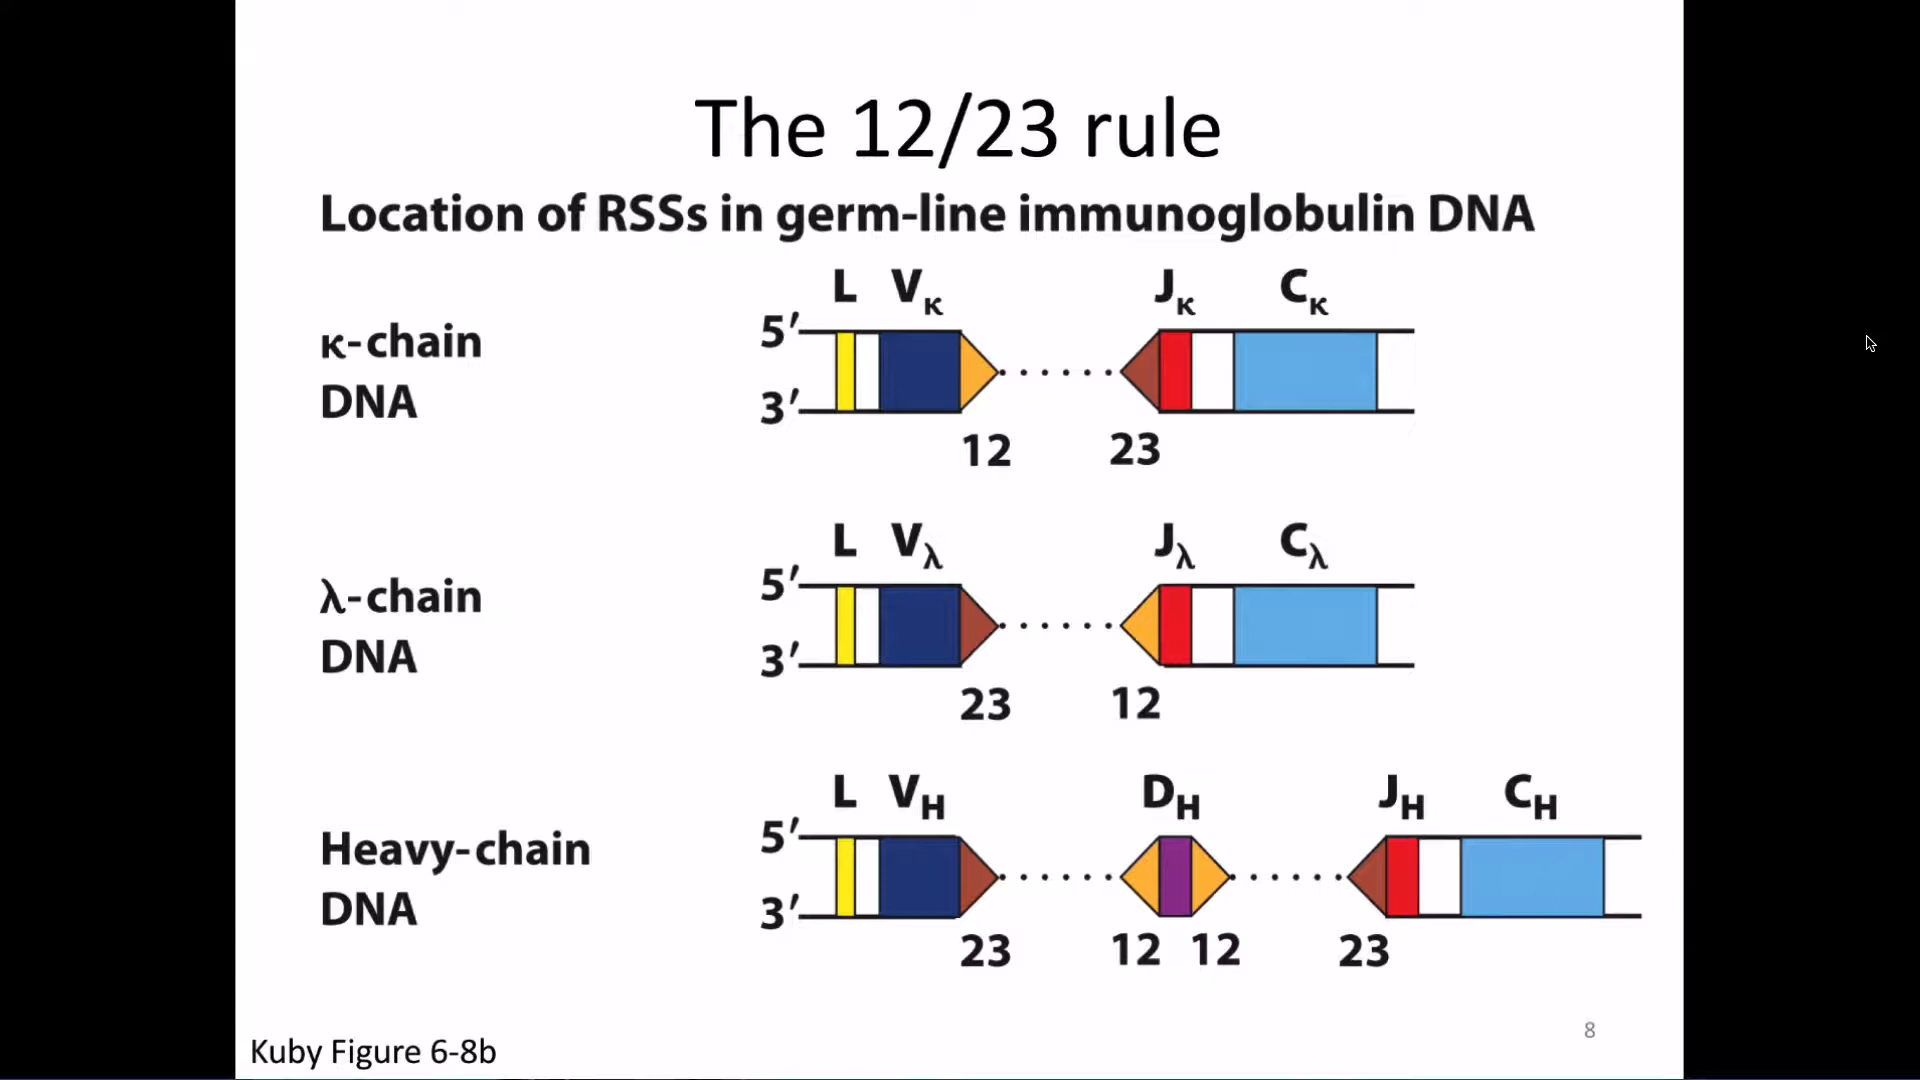 The 12/23 rule
Location of RSSs in germ-line immunoglobulin DNA
L Vκ Jκ Cκ
κ-chain DNA
5′
3′
12 23
L Vλ Jλ Cλ
λ-chain DNA
5′
3′
23 12
L VH DH JH CH
Heavy-chain DNA
5′
3′
23 12 12 23
Kuby Figure 6-8b
8